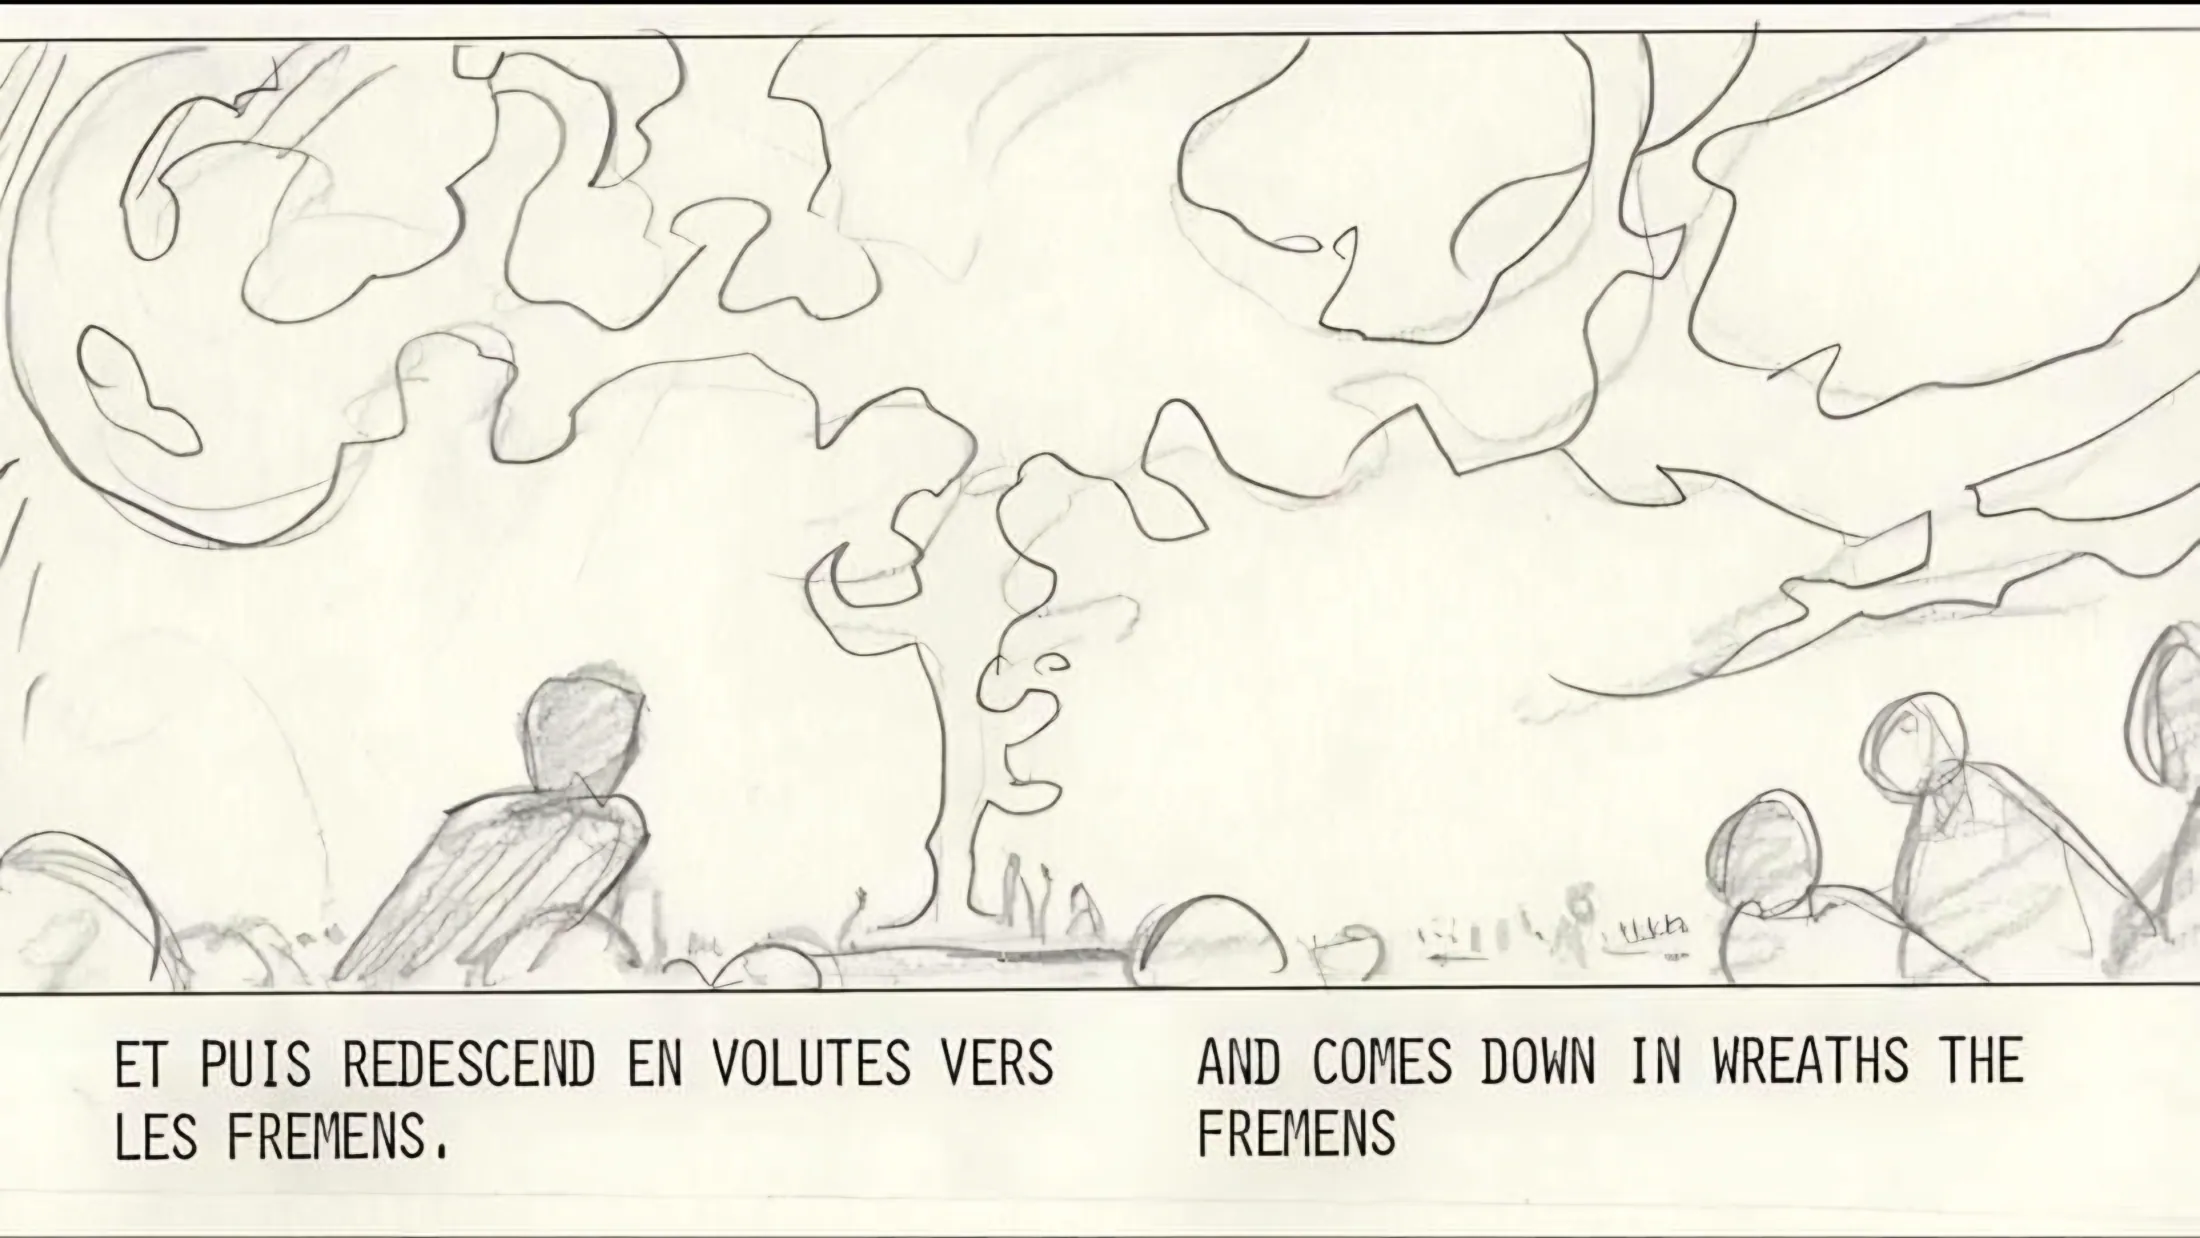 ET PUIS REDESCEND EN VOLUTES VERS
LES FREMENS.
AND COMES DOWN IN WREATHS THE
FREMENS